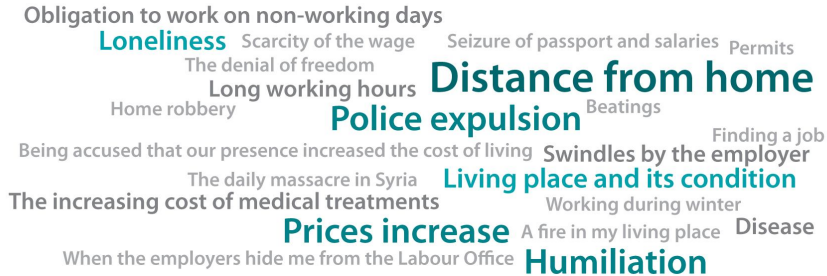 Obligation to work on non-working days
Loneliness Scarcity of the wage Seizure of passport and salaries Permits
The denial of freedom
Long working hours Distance from home
Home robbery Police expulsion Beatings
Finding a job
Being accused that our presence increased the cost of living Swindles by the employer
The daily massacre in Syria Living place and its condition
The increasing cost of medical treatments Working during winter
Prices increase A fire in my living place Disease
When the employers hide me from the Labour Office Humiliation